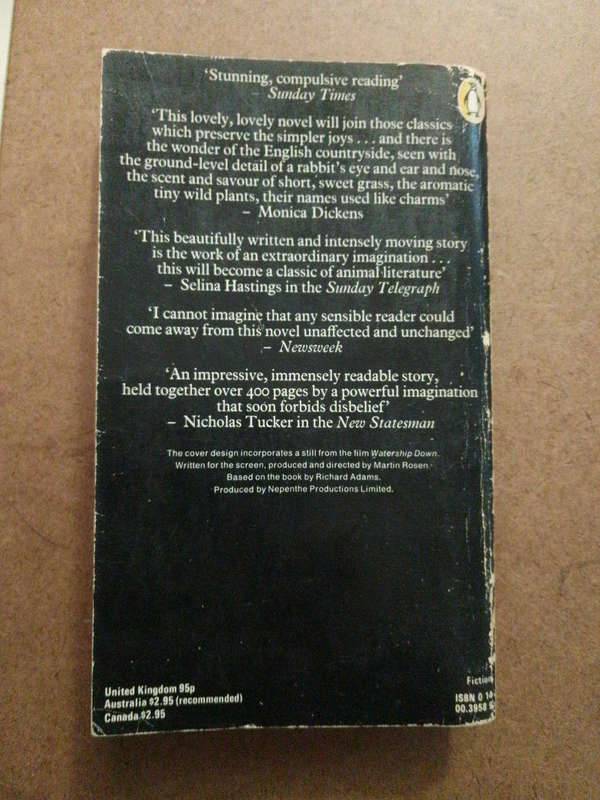 'Stunning, compulsive reading'
– Sunday Times
'This lovely, lovely novel will join those classics
which preserve the simpler joys . . . and there is
the wonder of the English countryside, seen with
the ground-level detail of a rabbit's eye and ear and nose,
the scent and savour of short, sweet grass, the aromatic
tiny wild plants, their names used like charms'
– Monica Dickens
'This beautifully written and intensely moving story
is the work of an extraordinary imagination . . .
this will become a classic of animal literature'
– Selina Hastings in the Sunday Telegraph
'I cannot imagine that any sensible reader could
come away from this novel unaffected and unchanged'
– Newsweek
'An impressive, immensely readable story,
held together over 400 pages by a powerful imagination
that soon forbids disbelief'
– Nicholas Tucker in the New Statesman
The cover design incorporates a still from the film Watership Down.
Written for the screen, produced and directed by Martin Rosen
Based on the book by Richard Adams.
Produced by Nepenthe Productions Limited.
United Kingdom 95p
Australia $2.95 (recommended)
Canada $2.95
Fiction
ISBN 0 14
00.3958